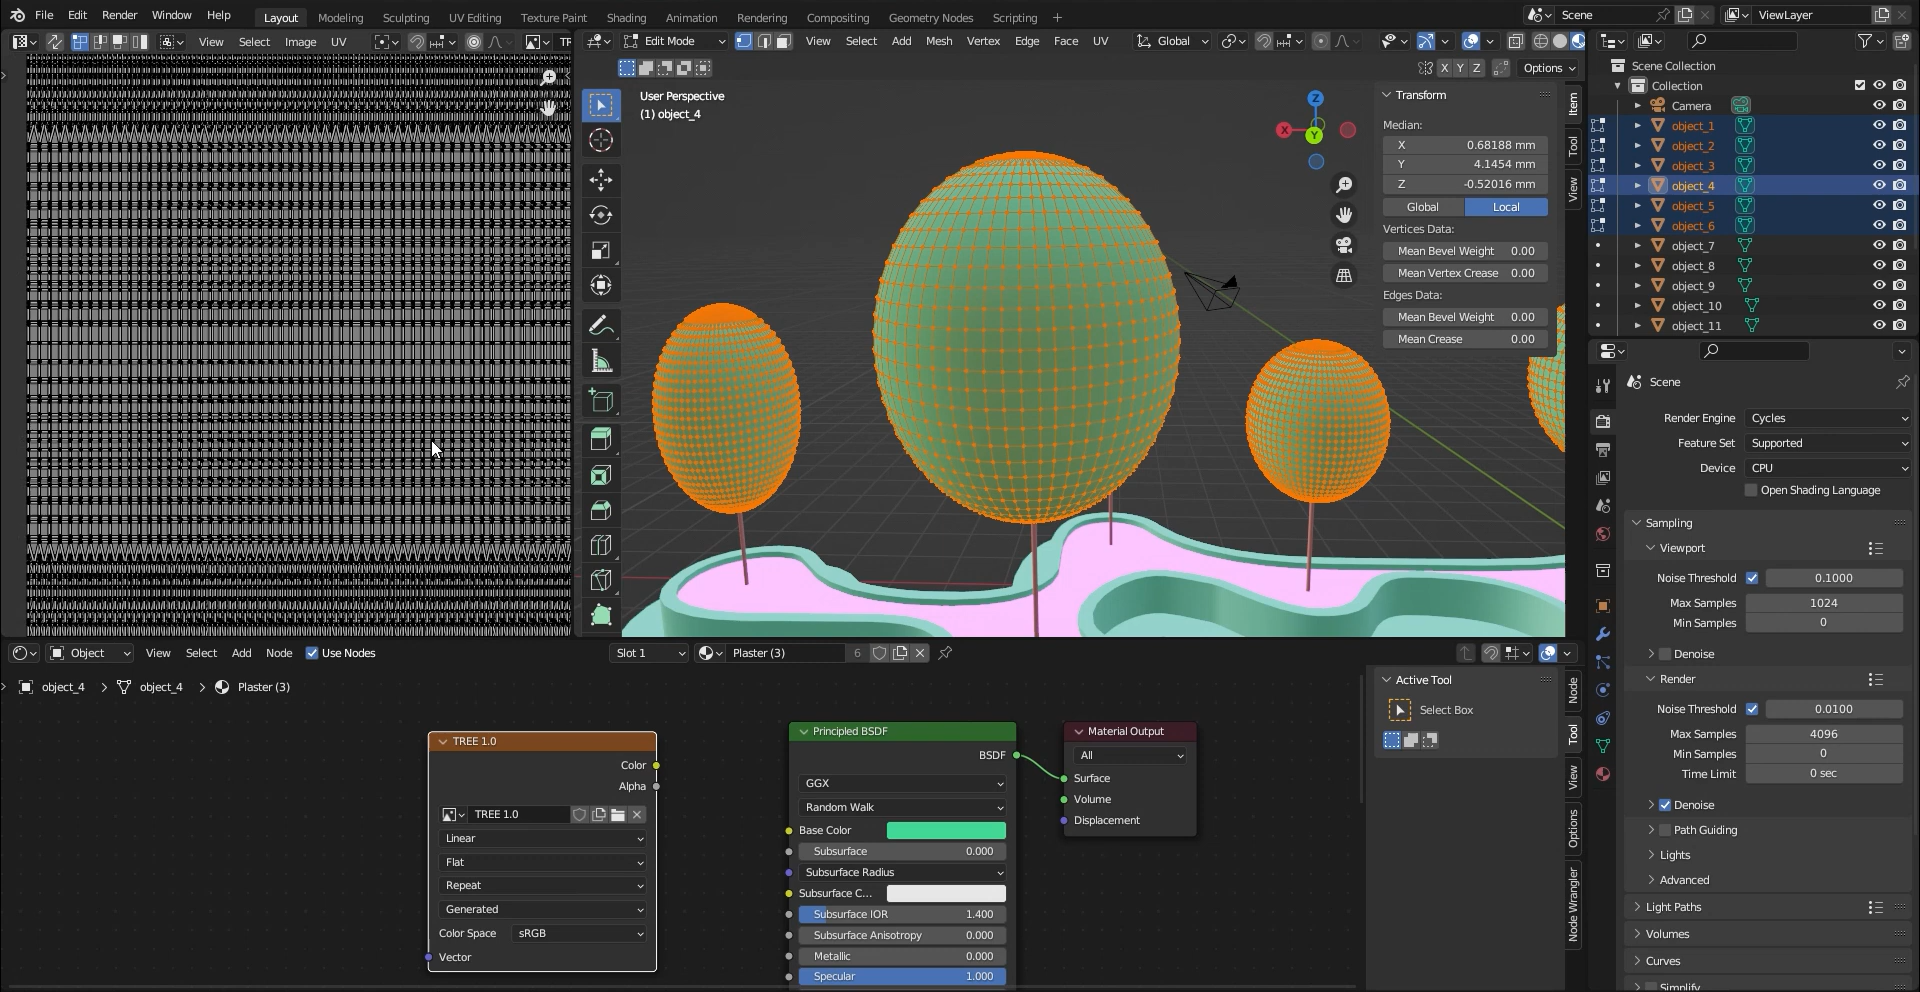 File Edit Render Window Help Layout Modeling Sculpting UV Editing Texture Paint Shading Animation Rendering Compositing Geometry Nodes Scripting + Scene ViewLayer
View Select Image UV Edit Mode View Select Add Mesh Vertex Edge Face UV Global
X Y Z Options
User Perspective
(1) object_4
Z
X
Y
Transform
Median:
X 0.68188 mm
Y 4.1454 mm
Z -0.52016 mm
Global Local
Vertices Data:
Mean Bevel Weight 0.00
Mean Vertex Crease 0.00
Edges Data:
Mean Bevel Weight 0.00
Mean Crease 0.00
Item
Tool
View
Scene Collection
Collection
Camera
object_1
object_2
object_3
object_4
object_5
object_6
object_7
object_8
object_9
object_10
object_11
Scene
Render Engine Cycles
Feature Set Supported
Device CPU
Open Shading Language
Sampling
Viewport
Noise Threshold 0.1000
Max Samples 1024
Min Samples 0
Denoise
Render
Noise Threshold 0.0100
Max Samples 4096
Min Samples 0
Time Limit 0 sec
Denoise
Path Guiding
Lights
Advanced
Light Paths
Volumes
Curves
Simplify
Object View Select Add Node Use Nodes Slot 1 Plaster (3) 6
object_4 > object_4 > Plaster (3)
TREE 1.0
Color
Alpha
TREE 1.0
Linear
Flat
Repeat
Generated
Color Space sRGB
Vector
Principled BSDF
BSDF
GGX
Random Walk
Base Color
Subsurface 0.000
Subsurface Radius
Subsurface C...
Subsurface IOR 1.400
Subsurface Anisotropy 0.000
Metallic 0.000
Specular 1.000
Material Output
All
Surface
Volume
Displacement
Active Tool
Select Box
Node
Tool
View
Options
Node Wrangler